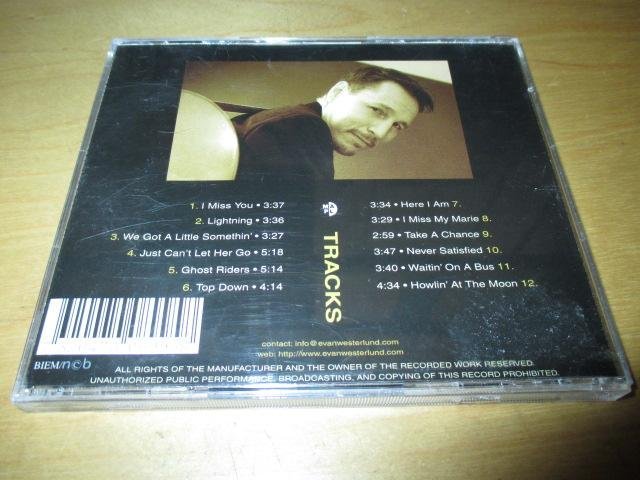 1. I Miss You • 3:37
2. Lightning • 3:36
3. We Got A Little Somethin' • 3:27
4. Just Can't Let Her Go • 5:18
5. Ghost Riders • 5:14
6. Top Down • 4:14
TRACKS
3:34 • Here I Am 7.
3:29 • I Miss My Marie 8.
2:59 • Take A Chance 9.
3:47 • Never Satisfied 10.
3:40 • Waitin' On A Bus 11.
4:34 • Howlin' At The Moon 12.
contact: info@evanwesterlund.com
web: http://www.evanwesterlund.com
BIEM/n©b
ALL RIGHTS OF THE MANUFACTURER AND THE OWNER OF THE RECORDED WORK RESERVED.
UNAUTHORIZED PUBLIC PERFORMANCE, BROADCASTING, AND COPYING OF THIS RECORD PROHIBITED.